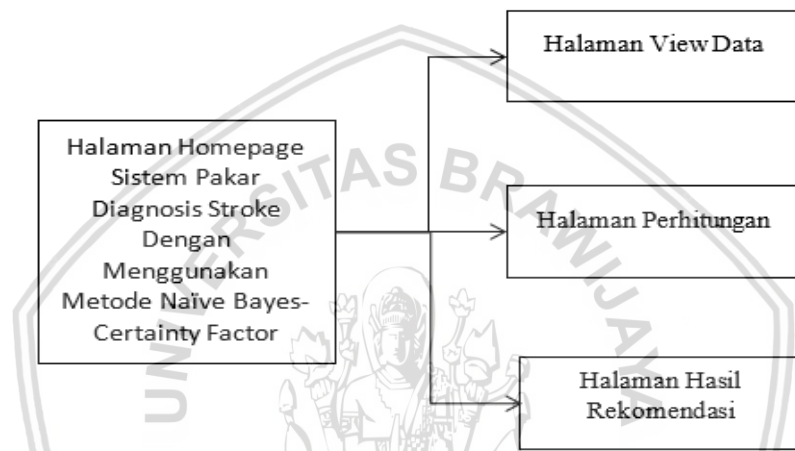 Halaman Homepage
Sistem Pakar
Diagnosis Stroke
Dengan
Menggunakan
Metode Naïve Bayes-
Certainty Factor
Halaman View Data
Halaman Perhitungan
Halaman Hasil
Rekomendasi
UNIVERSITAS BRAWIJAYA